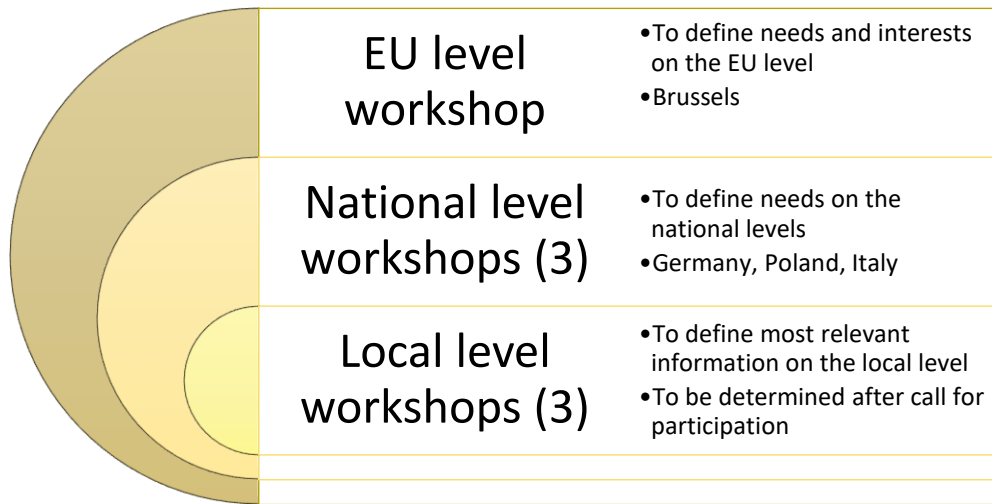 EU level
workshop
•To define needs and interests
on the EU level
•Brussels
National level
workshops (3)
•To define needs on the
national levels
•Germany, Poland, Italy
Local level
workshops (3)
•To define most relevant
information on the local level
•To be determined after call for
participation